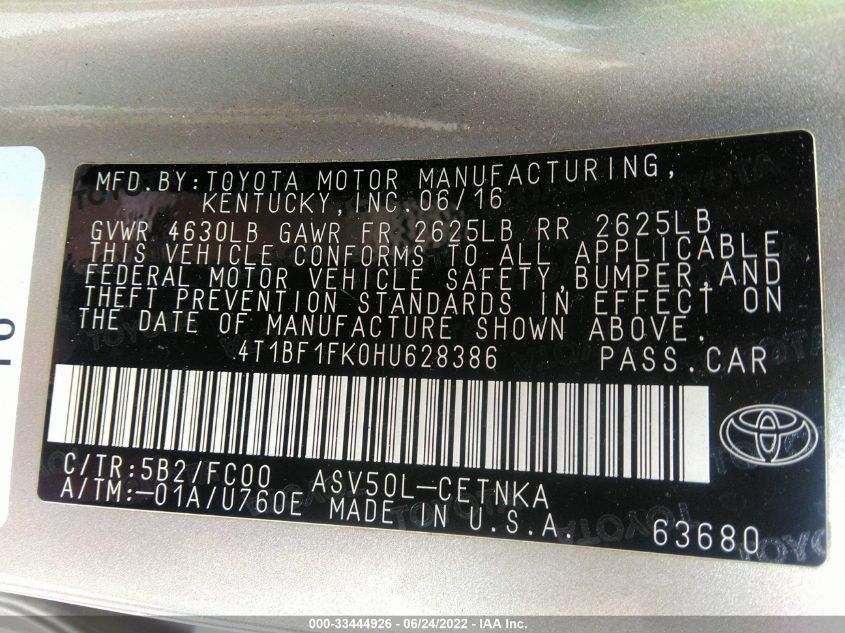 MFD.BY:TOYOTA MOTOR MANUFACTURING,
KENTUCKY,INC.06/16
GVWR 4630LB GAWR FR 2625LB RR 2625LB
THIS VEHICLE CONFORMS TO ALL APPLICABLE
FEDERAL MOTOR VEHICLE SAFETY,BUMPER,AND
THEFT PREVENTION STANDARDS IN EFFECT ON
THE DATE OF MANUFACTURE SHOWN ABOVE.
4T1BF1FK0HU628386 PASS.CAR
C/TR:5B2/FC00 ASV50L-CETNKA
A/TM:-01A/U760E MADE IN U.S.A. 63680
000-33444926 - 06/24/2022 - IAA Inc.